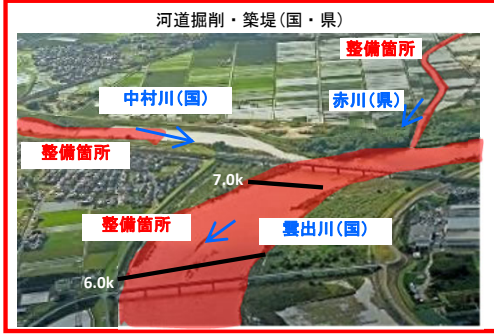 河道掘削・築堤(国・県)
整備箇所
中村川(国)
赤川(県)
整備箇所
7.0k
整備箇所
雲出川(国)
6.0k